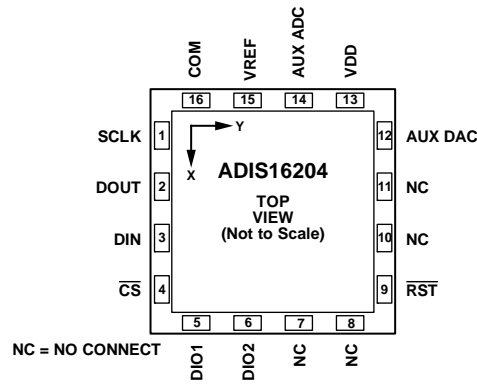 COM
VREF
AUX ADC
VDD
16
15
14
13
SCLK 1
Y
12 AUX DAC
X
ADIS16204
DOUT 2
11 NC
TOP
VIEW
(Not to Scale)
DIN 3
10 NC
CS 4
9 RST
5
6
7
8
NC = NO CONNECT
DIO1
DIO2
NC
NC